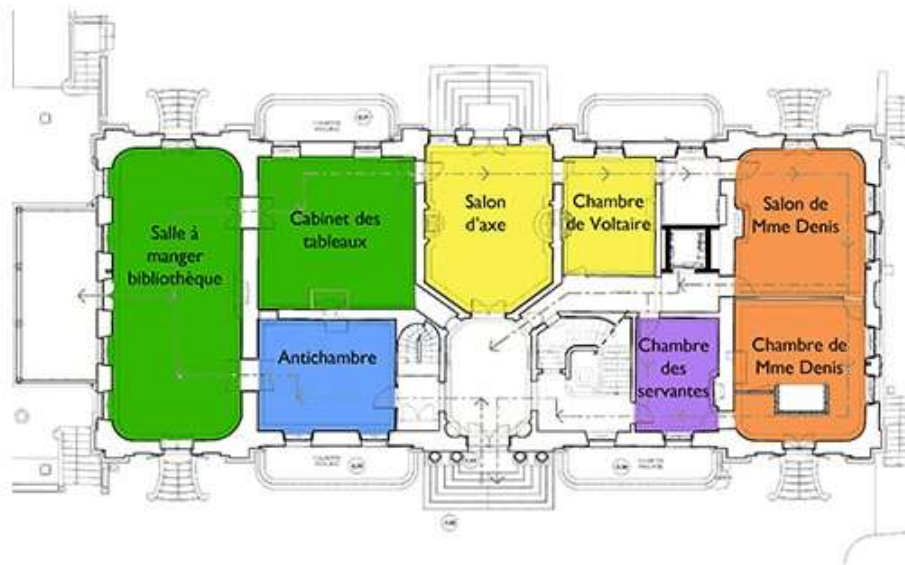 Salle à
manger
bibliothèque
Cabinet des
tableaux
Salon
d'axe
Chambre
de Voltaire
Salon de
Mme Denis
Antichambre
Chambre
des
servantes
Chambre de
Mme Denis